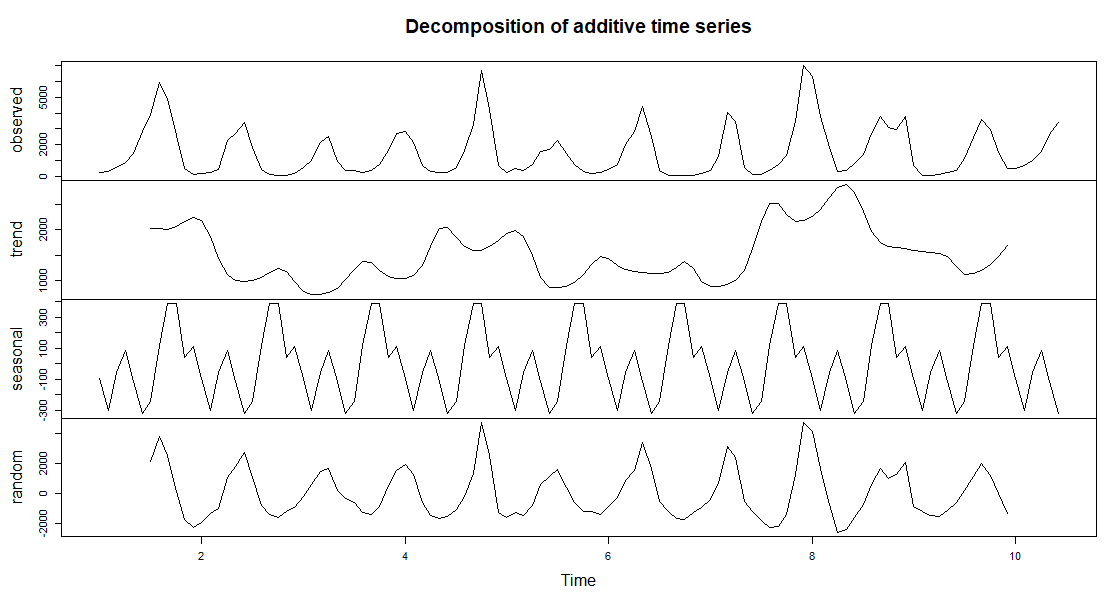 Decomposition of additive time series
observed
0 2000 5000
trend
1000 2000
seasonal
-300 -100 100 300
random
-2000 0 2000
2 4 6 8 10
Time